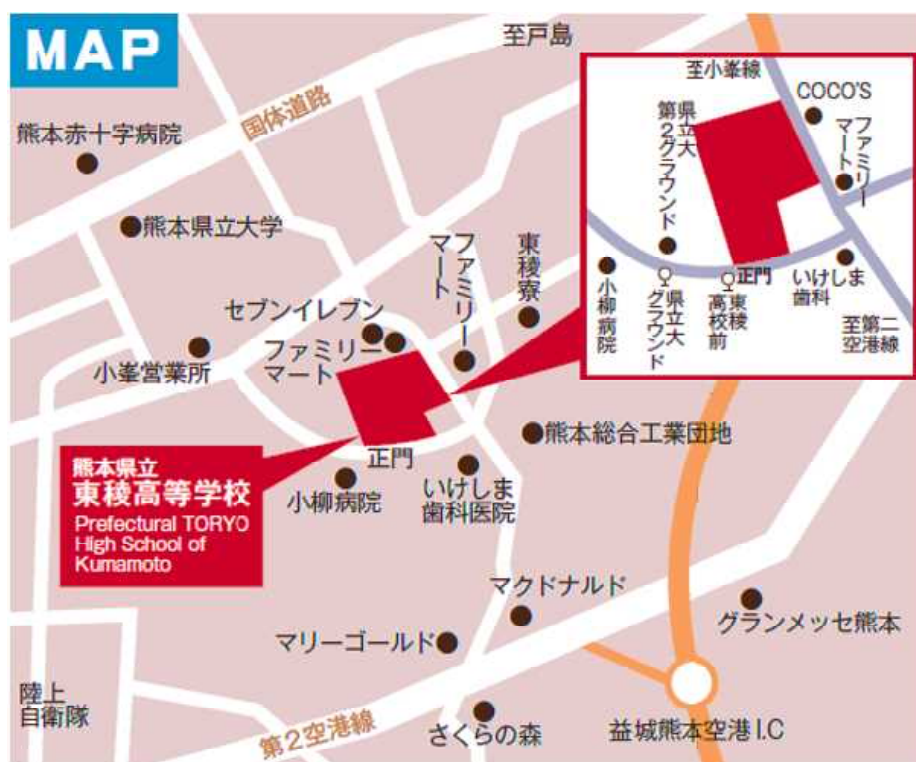 MAP
至戸島
国体道路
熊本赤十字病院
熊本県立大学
ファミリー
マート
東稜寮
セブンイレブン
ファミリー
マート
小峯営業所
正門
熊本総合工業団地
小柳病院
いけしま
歯科医院
熊本県立
東稜高等学校
Prefectural TORYO
High School of
Kumamoto
マクドナルド
グランメッセ熊本
マリーゴールド
陸上
自衛隊
第2空港線
さくらの森
益城熊本空港I.C
至小峯線
COCO'S
県立大
第2グラウンド
ファミリー
マート
正門
いけしま
歯科
小柳病院
県立大
グラウンド
東稜
高校前
至第二
空港線